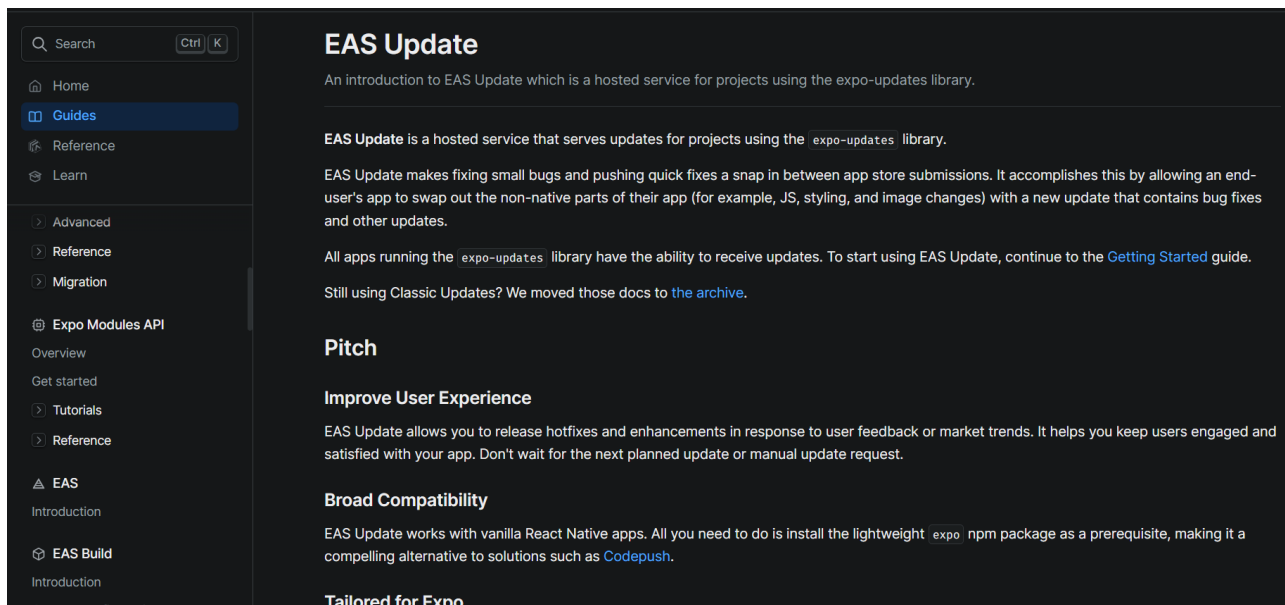 Search Ctrl K
Home
Guides
Reference
Learn
Advanced
Reference
Migration
Expo Modules API
Overview
Get started
Tutorials
Reference
EAS
Introduction
EAS Build
Introduction
EAS Update
An introduction to EAS Update which is a hosted service for projects using the expo-updates library.
EAS Update is a hosted service that serves updates for projects using the expo-updates library.
EAS Update makes fixing small bugs and pushing quick fixes a snap in between app store submissions. It accomplishes this by allowing an end-
user's app to swap out the non-native parts of their app (for example, JS, styling, and image changes) with a new update that contains bug fixes
and other updates.
All apps running the expo-updates library have the ability to receive updates. To start using EAS Update, continue to the Getting Started guide.
Still using Classic Updates? We moved those docs to the archive.
Pitch
Improve User Experience
EAS Update allows you to release hotfixes and enhancements in response to user feedback or market trends. It helps you keep users engaged and
satisfied with your app. Don't wait for the next planned update or manual update request.
Broad Compatibility
EAS Update works with vanilla React Native apps. All you need to do is install the lightweight expo npm package as a prerequisite, making it a
compelling alternative to solutions such as Codepush.
Tailored for Expo